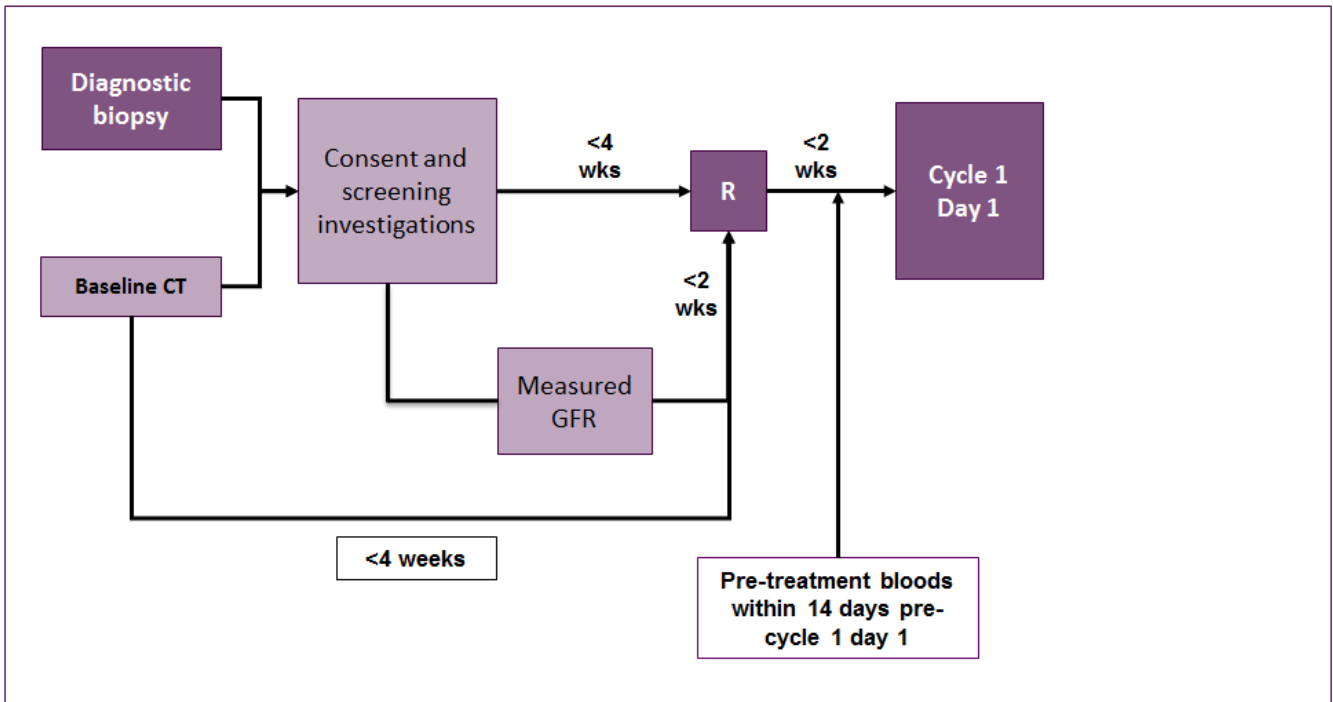 Diagnostic
biopsy
Baseline CT
Consent and
screening
investigations
<4
wks
R
<2
wks
Cycle 1
Day 1
<2
wks
Measured
GFR
<4 weeks
Pre-treatment bloods
within 14 days pre-
cycle 1 day 1